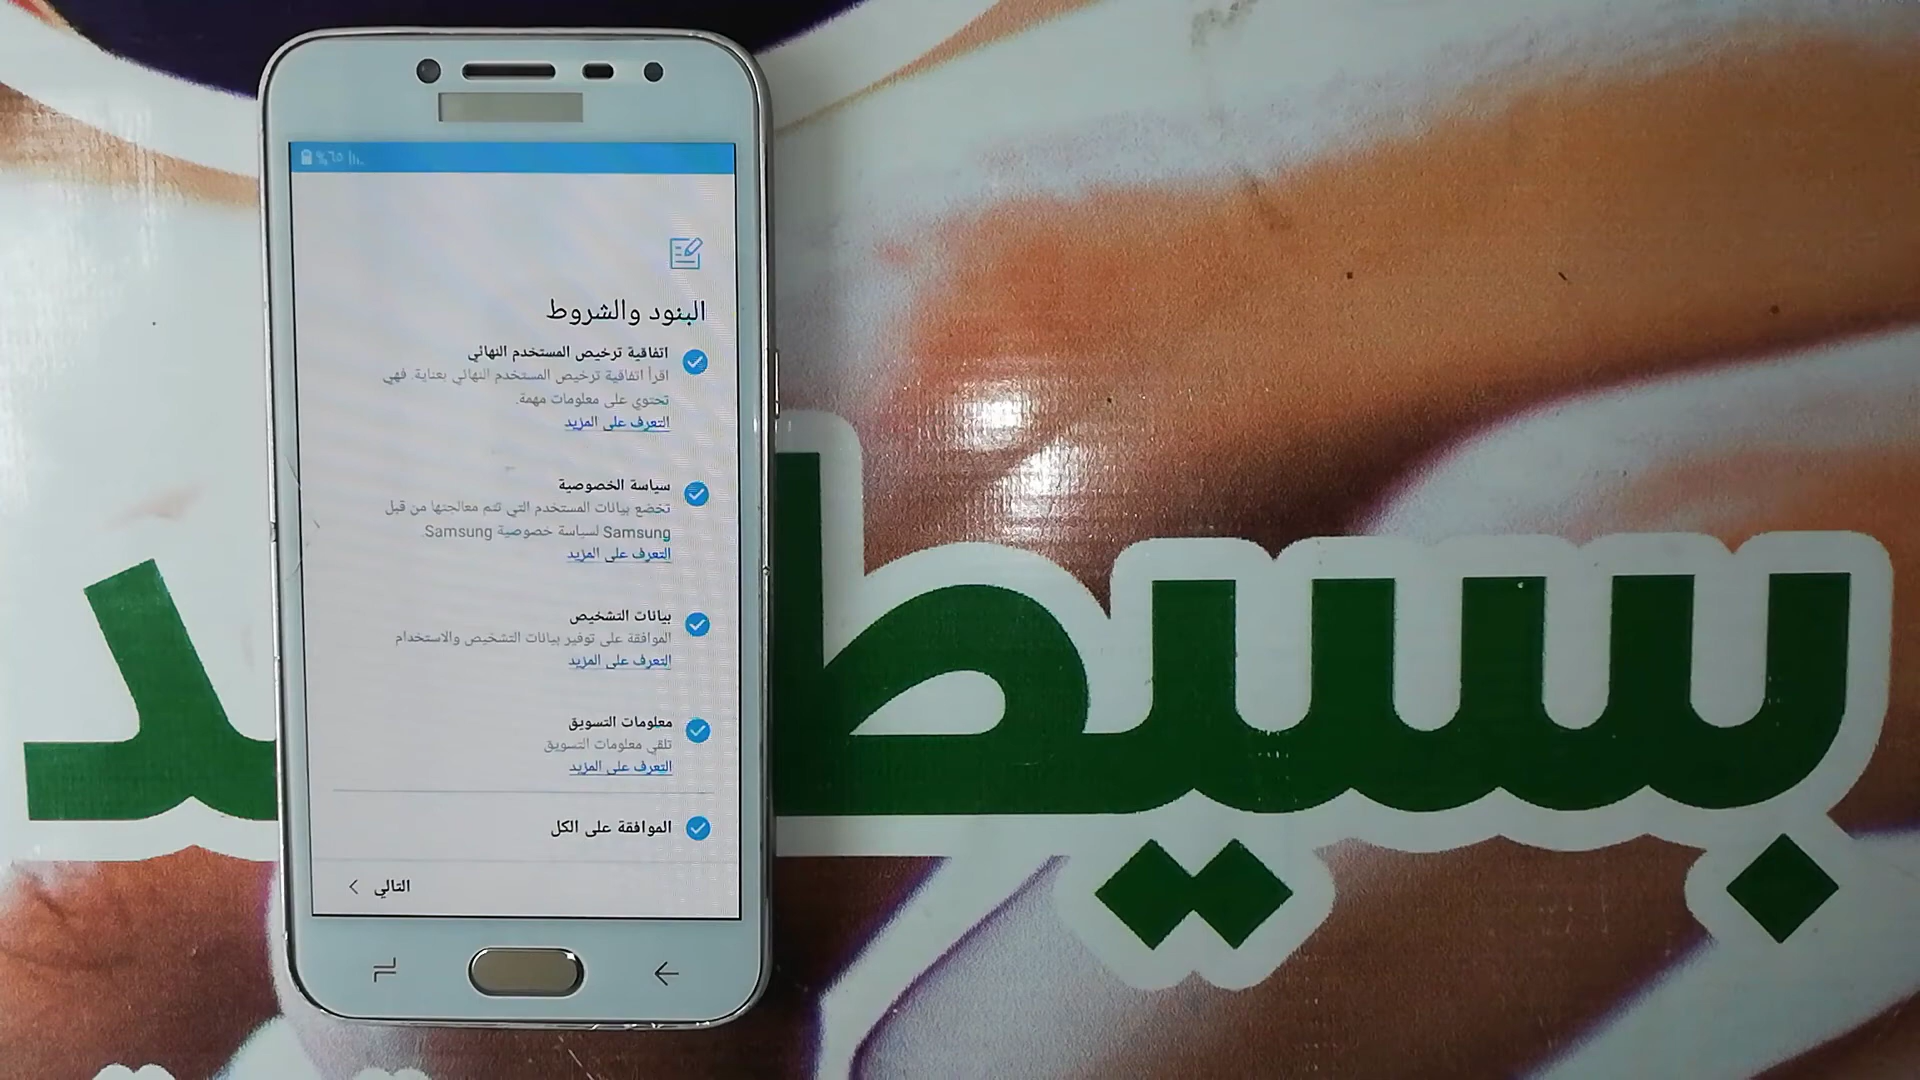 %٦٥
البنود والشروط
اتفاقية ترخيص المستخدم النهائي
اقرأ اتفاقية ترخيص المستخدم النهائي بعناية. فهي
تحتوي على معلومات مهمة.
التعرف على المزيد
سياسة الخصوصية
تخضع بيانات المستخدم التي تتم معالجتها من قبل
Samsung لسياسة خصوصية Samsung.
التعرف على المزيد
بيانات التشخيص
الموافقة على توفير بيانات التشخيص والاستخدام
التعرف على المزيد
معلومات التسويق
تلقي معلومات التسويق
التعرف على المزيد
الموافقة على الكل
التالي
بسيط